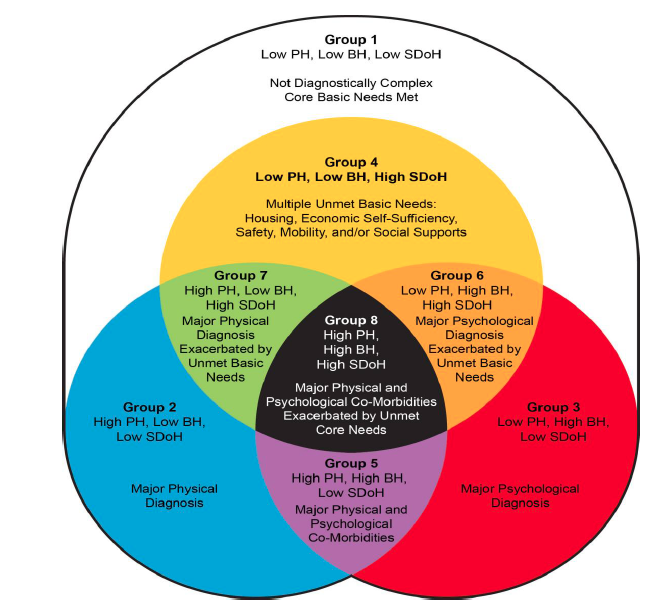 Group 1
Low PH, Low BH, Low SDoH
Not Diagnostically Complex
Core Basic Needs Met
Group 4
Low PH, Low BH, High SDoH
Multiple Unmet Basic Needs:
Housing, Economic Self-Sufficiency,
Safety, Mobility, and/or Social Supports
Group 7
High PH, Low BH,
High SDoH
Major Physical
Diagnosis
Exacerbated by
Unmet Basic
Needs
Group 6
Low PH, High BH,
High SDoH
Major Psychological
Diagnosis
Exacerbated by
Unmet Basic
Needs
Group 8
High PH,
High BH,
High SDoH
Major Physical and
Psychological Co-Morbidities
Exacerbated by Unmet
Core Needs
Group 2
High PH, Low BH,
Low SDoH
Major Physical
Diagnosis
Group 3
Low PH, High BH,
Low SDoH
Major Psychological
Diagnosis
Group 5
High PH, High BH,
Low SDoH
Major Physical and
Psychological
Co-Morbidities